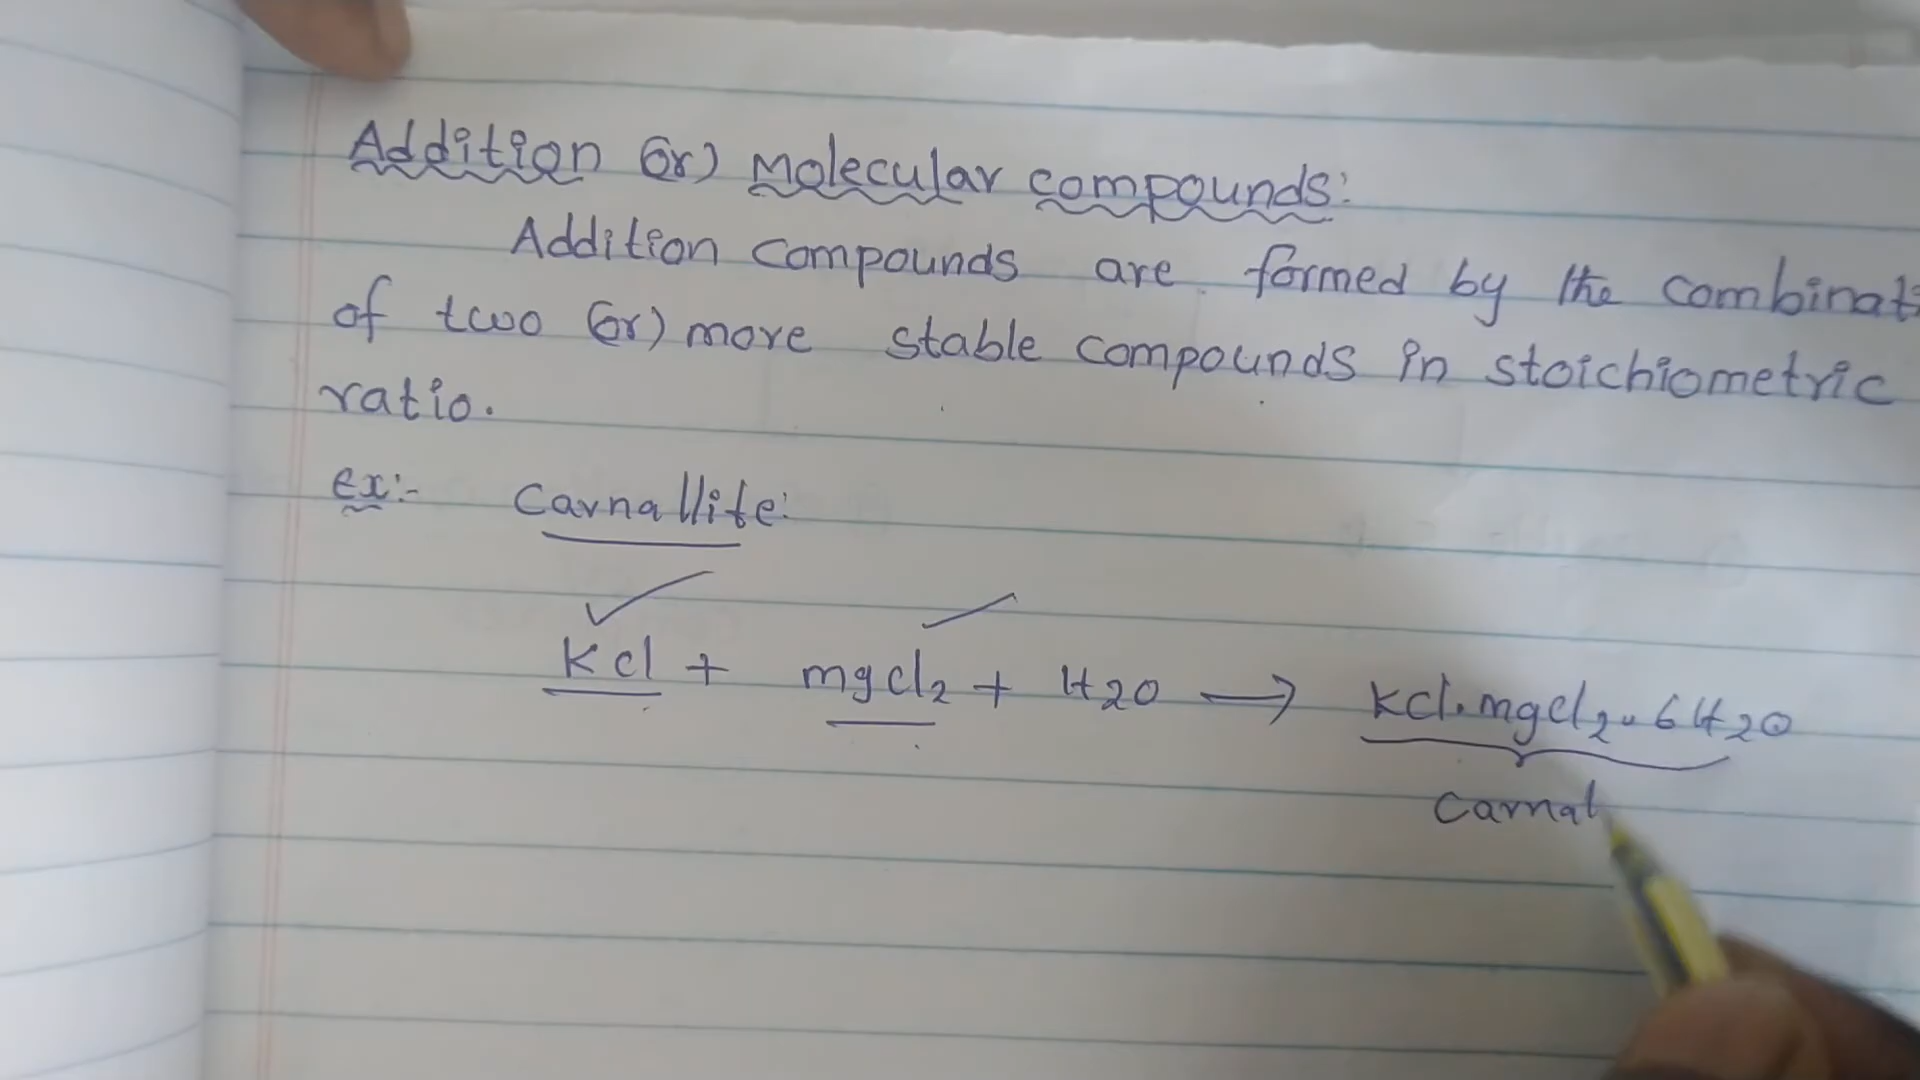 Addition (or) Molecular compounds:
Addition compounds are formed by the combinat
of two (or) more stable compounds in stoichiometric
ratio.
ex:- Carnallite:
KCl + mgcl2 + H2O → KCl.mgcl2.6H2O
Carnal